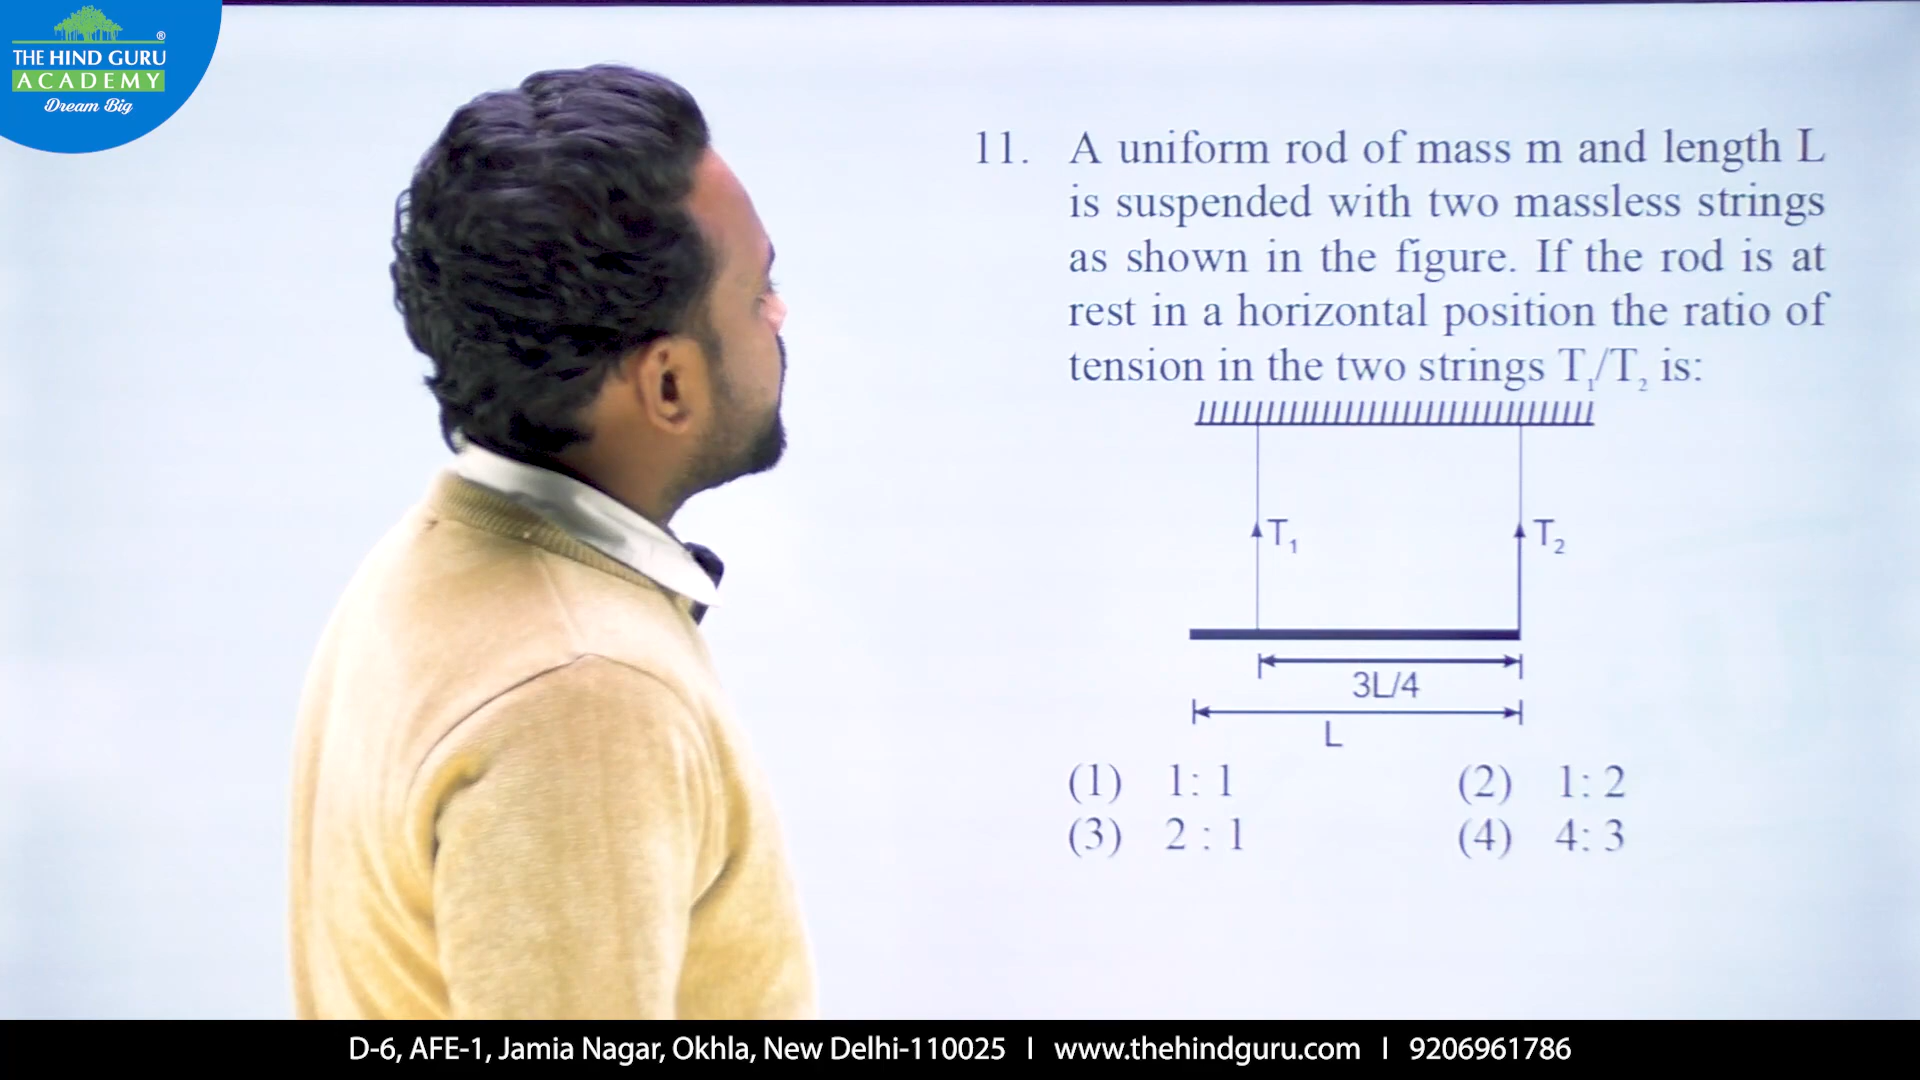 THE HIND GURU
®
ACADEMY
Dream Big
11. A uniform rod of mass m and length L
is suspended with two massless strings
as shown in the figure. If the rod is at
rest in a horizontal position the ratio of
tension in the two strings T₁/T₂ is:
T₁ T₂
3L/4
L
(1) 1: 1 (2) 1: 2
(3) 2 : 1 (4) 4: 3
D-6, AFE-1, Jamia Nagar, Okhla, New Delhi-110025 I www.thehindguru.com I 9206961786